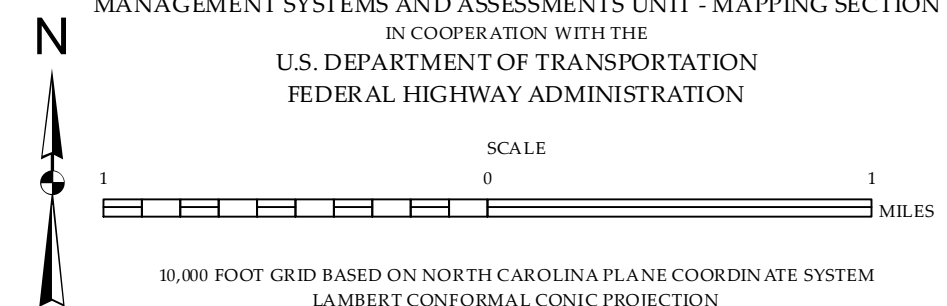 MANAGEMENT SYSTEMS AND ASSESSMENTS UNIT - MAPPING SECTION
N
IN COOPERATION WITH THE
U.S. DEPARTMENT OF TRANSPORTATION
FEDERAL HIGHWAY ADMINISTRATION
SCALE
1 0 1
MILES
10,000 FOOT GRID BASED ON NORTH CAROLINA PLANE COORDINATE SYSTEM
LAMBERT CONFORMAL CONIC PROJECTION